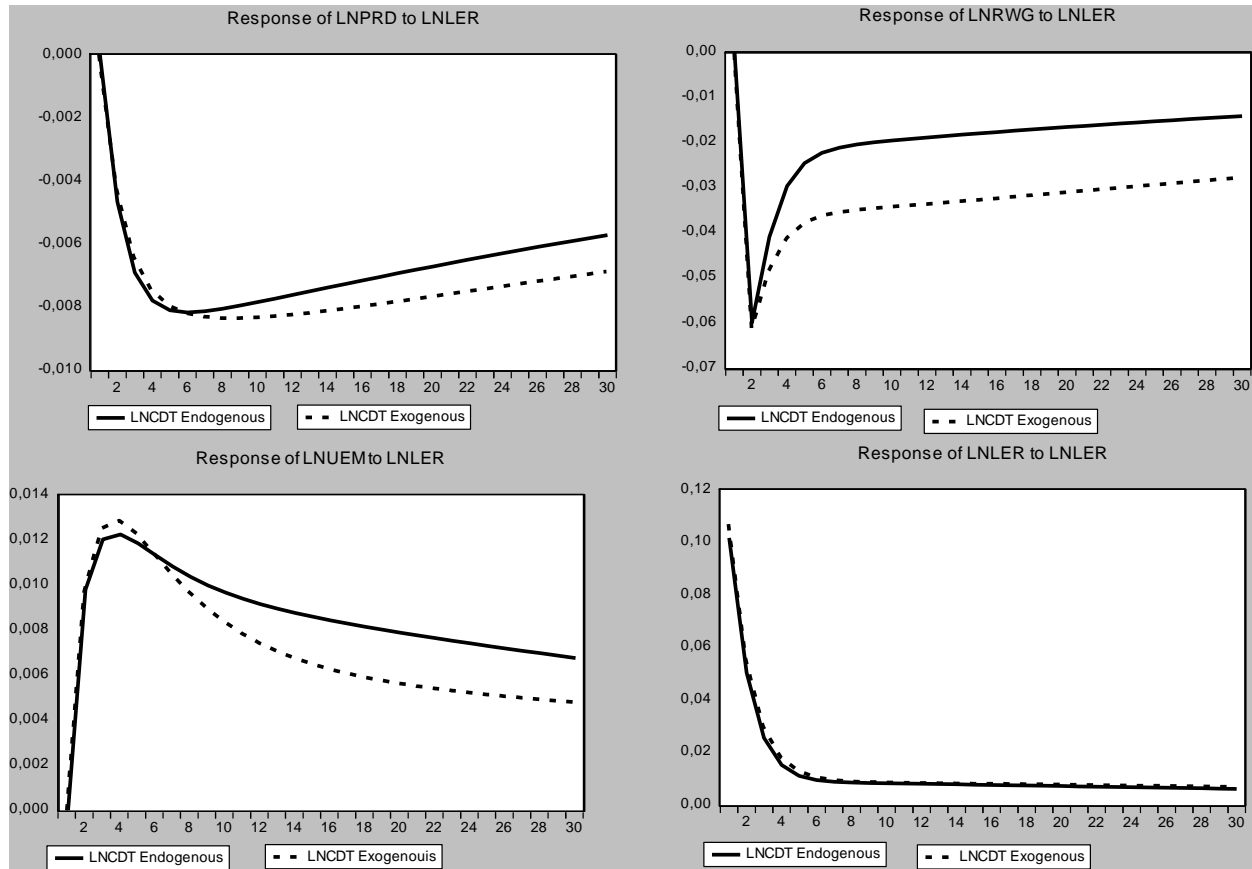 Response of LNPRD to LNLER
0,000
-0,002
-0,004
-0,006
-0,008
-0,010
2 4 6 8 10 12 14 16 18 20 22 24 26 28 30
LNCDT Endogenous
LNCDT Exogenous
Response of LNRWG to LNLER
0,00
-0,01
-0,02
-0,03
-0,04
-0,05
-0,06
-0,07
2 4 6 8 10 12 14 16 18 20 22 24 26 28 30
LNCDT Endogenous
LNCDT Exogenous
Response of LNUEM to LNLER
0,014
0,012
0,010
0,008
0,006
0,004
0,002
0,000
2 4 6 8 10 12 14 16 18 20 22 24 26 28 30
LNCDT Endogenous
LNCDT Exogenouis
Response of LNLER to LNLER
0,12
0,10
0,08
0,06
0,04
0,02
0,00
2 4 6 8 10 12 14 16 18 20 22 24 26 28 30
LNCDT Endogenous
LNCDT Exogenous